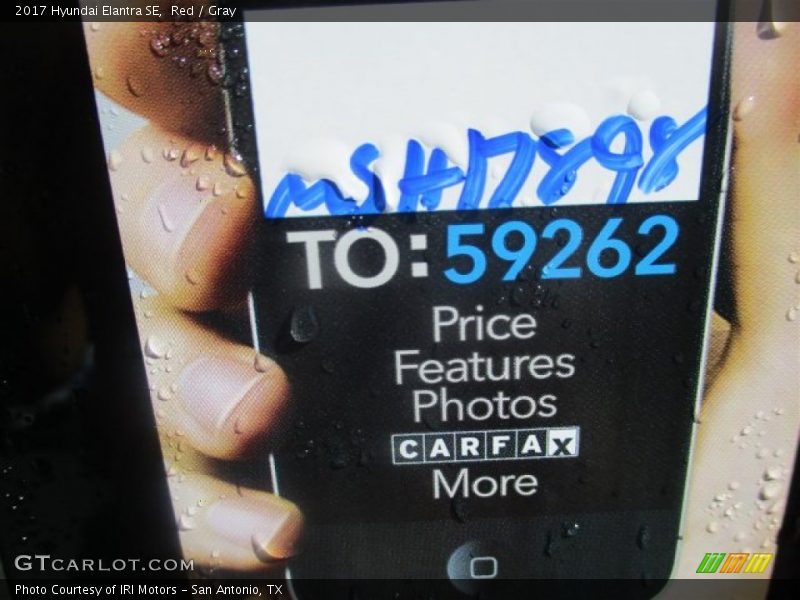 2017 Hyundai Elantra SE,  Red / Gray
MSH17898
TO: 59262
Price
Features
Photos
CARFAX
More
GTCARLOT.COM
Photo Courtesy of IRI Motors - San Antonio, TX